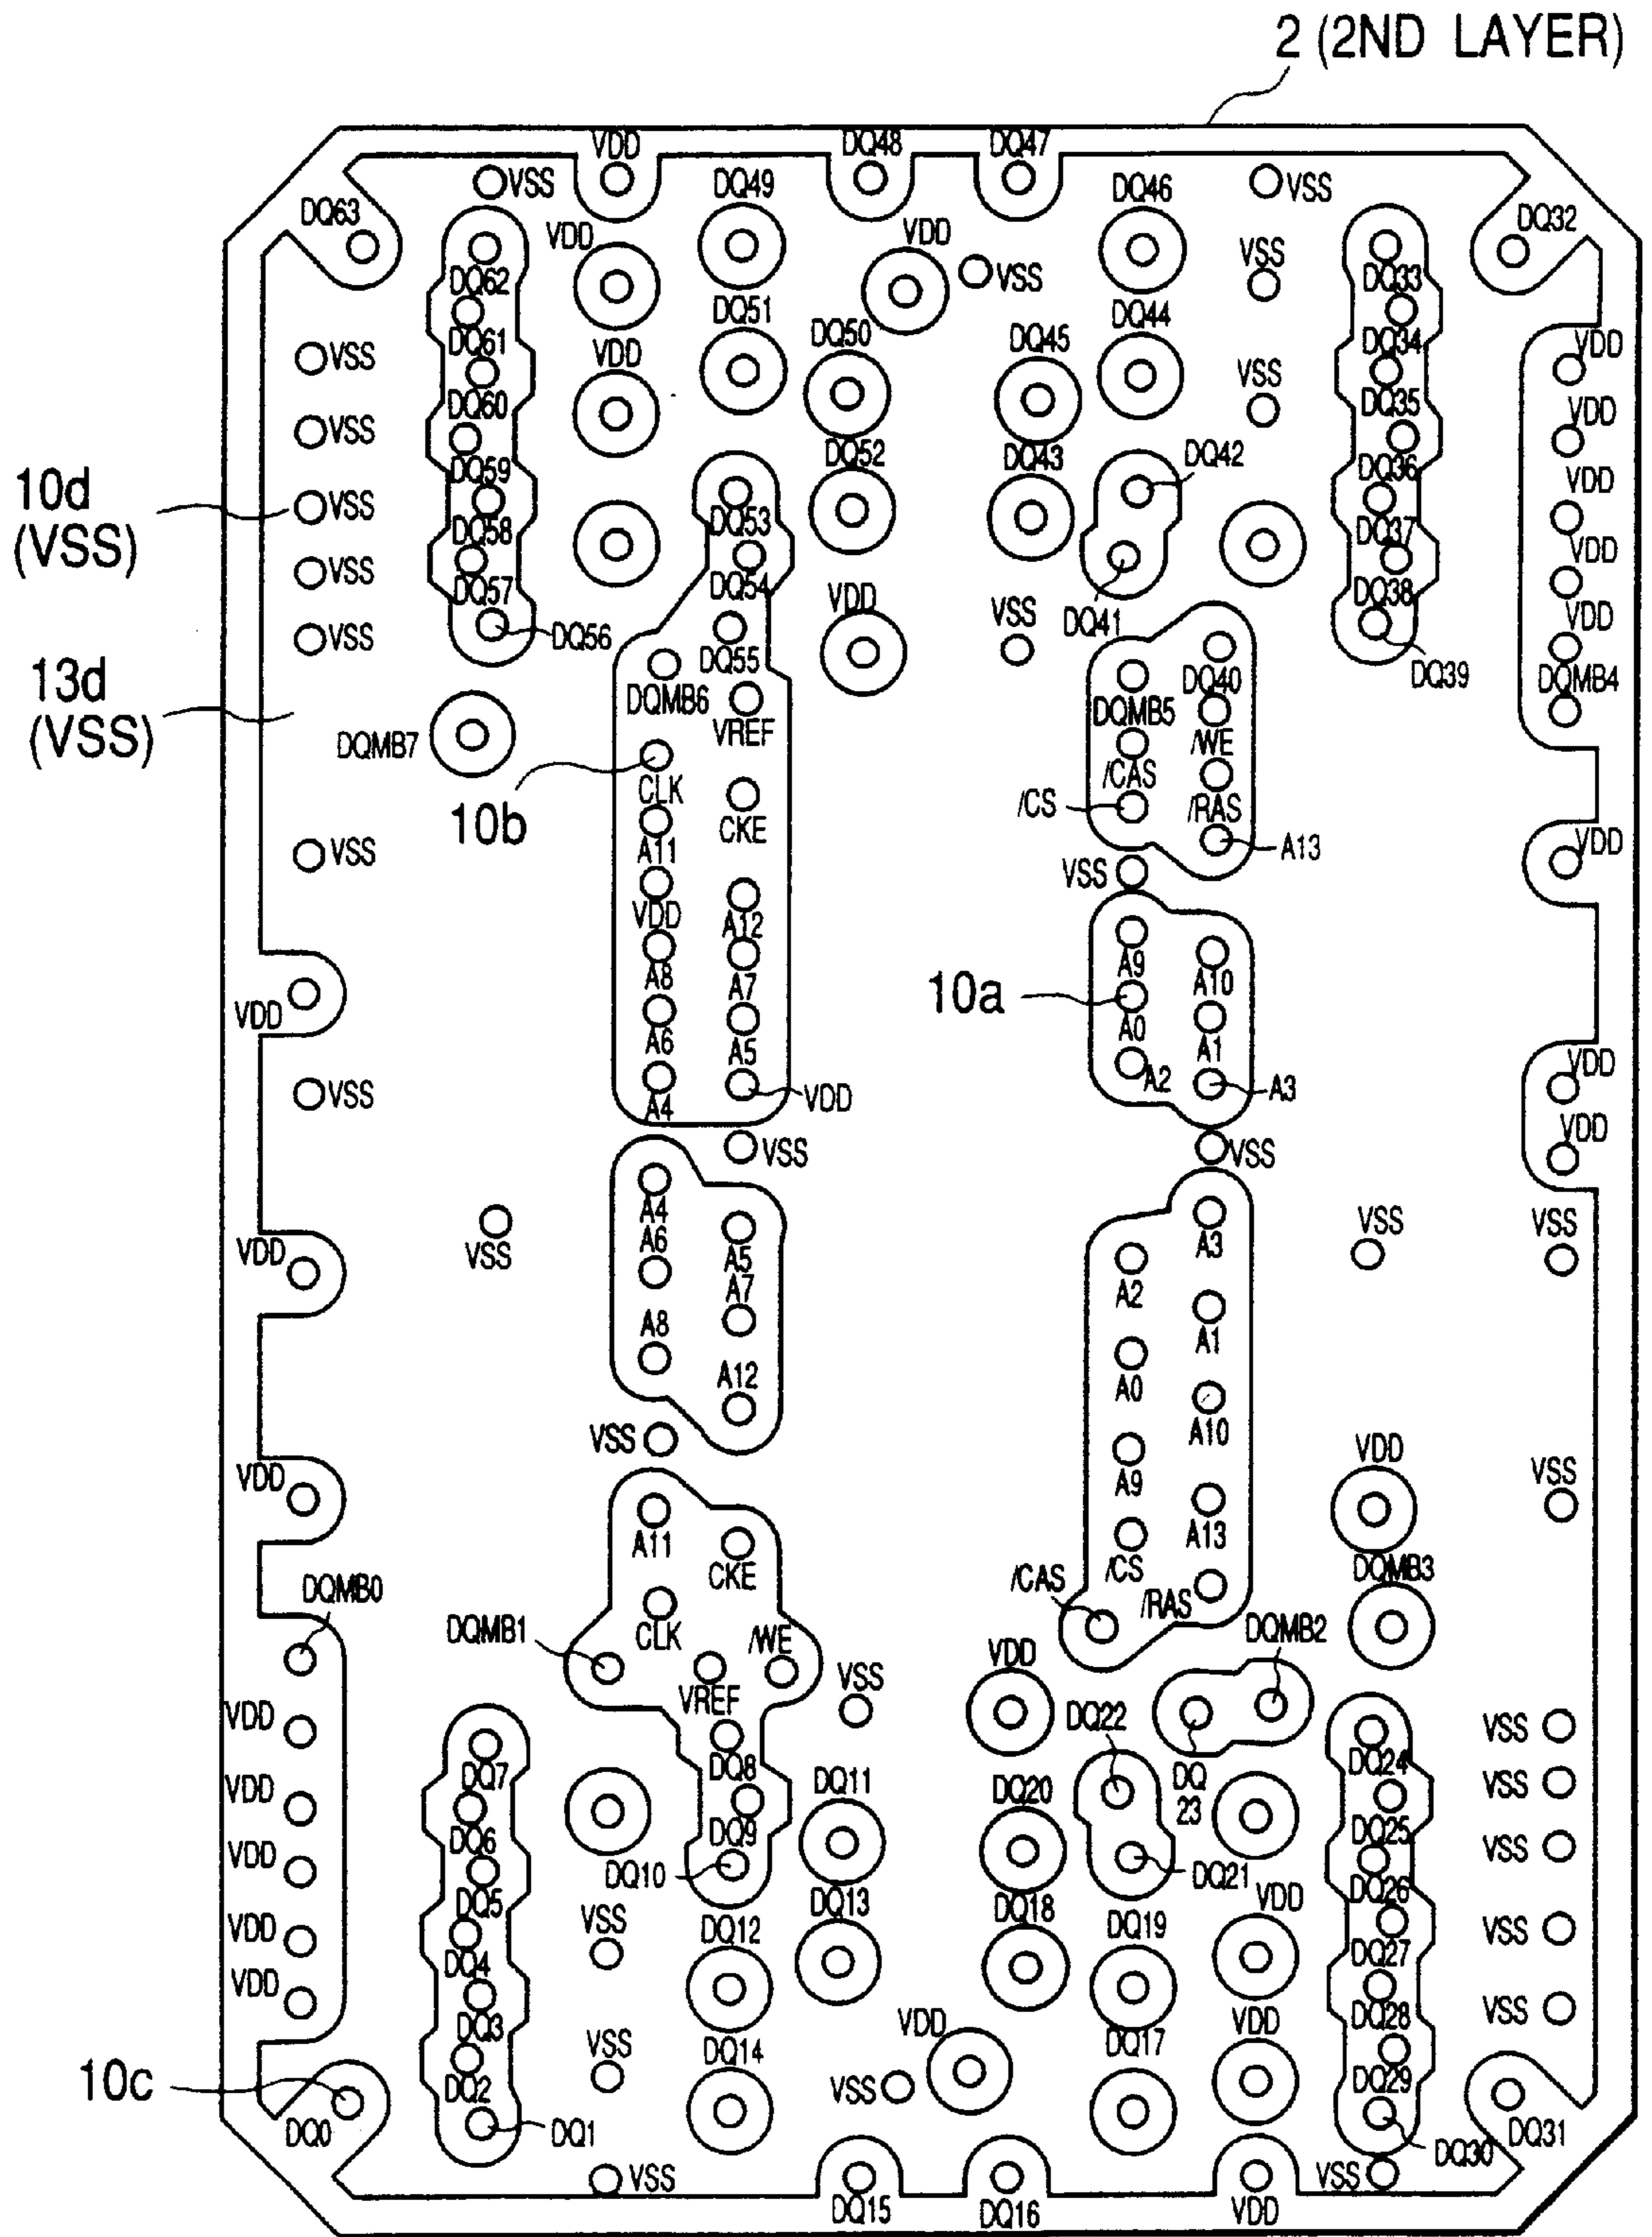 2 (2ND LAYER)
VDD
DQ48
DQ47
VSS
DQ49
DQ46
VSS
DQ63
DQ32
VDD
VDD
DQ62
VSS
VSS
DQ33
DQ51
DQ44
DQ50
DQ45
VSS
DQ61
VDD
VSS
DQ34
VDD
DQ60
DQ35
VDD
VSS
DQ59
DQ52
DQ43
DQ42
DQ36
VDD
10d
(VSS)
VSS
DQ58
DQ53
DQ37
VDD
VSS
DQ57
DQ54
VDD
VSS
DQ41
DQ38
VDD
VSS
DQ56
DQ55
DQ40
DQ39
DQMB4
13d
(VSS)
DQMB6
DQMB5
DQMB7
VREF
/WE
10b
CLK
/CAS
CKE
/CS
/RAS
VSS
A11
A13
VDD
VSS
VDD
A12
A9
A8
A7
10a
A10
VDD
A0
A6
A5
A1
VDD
A2
A3
VSS
A4
VDD
VDD
VSS
VSS
A4
VDD
A6
VSS
A5
A3
VSS
VSS
A7
A2
A8
A1
A12
A0
VSS
A10
VDD
VDD
A9
VSS
A11
A13
CKE
/CS
DQMB3
DQMB0
/CAS
/RAS
DQMB1
CLK
/WE
DQMB2
VREF
VSS
VDD
VDD
DQ22
VSS
DQ7
DQ8
DQ11
DQ20
DQ
23
DQ24
VDD
VSS
DQ6
DQ9
DQ25
VDD
DQ10
DQ21
VSS
DQ5
DQ13
DQ18
VDD
DQ26
VDD
VSS
DQ12
DQ19
DQ4
DQ27
VSS
VDD
DQ3
VDD
VDD
DQ28
VSS
VSS
DQ14
DQ17
10c
DQ2
VSS
DQ29
DQ0
DQ1
DQ30
DQ31
VSS
VSS
DQ15
DQ16
VDD